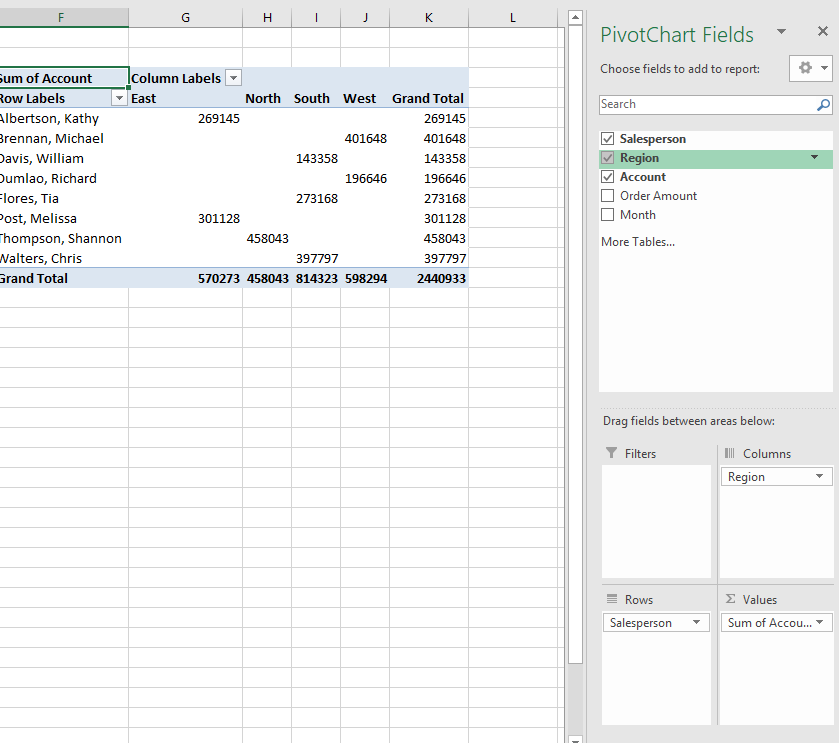 F G H I J K L
Sum of Account Column Labels
Row Labels East North South West Grand Total
Albertson, Kathy 269145 269145
Brennan, Michael 401648 401648
Davis, William 143358 143358
Dumlao, Richard 196646 196646
Flores, Tia 273168 273168
Post, Melissa 301128 301128
Thompson, Shannon 458043 458043
Walters, Chris 397797 397797
Grand Total 570273 458043 814323 598294 2440933
PivotChart Fields
Choose fields to add to report:
Search
Salesperson
Region
Account
Order Amount
Month
More Tables...
Drag fields between areas below:
Filters
Columns
Region
Rows
Salesperson
Σ Values
Sum of Accou...